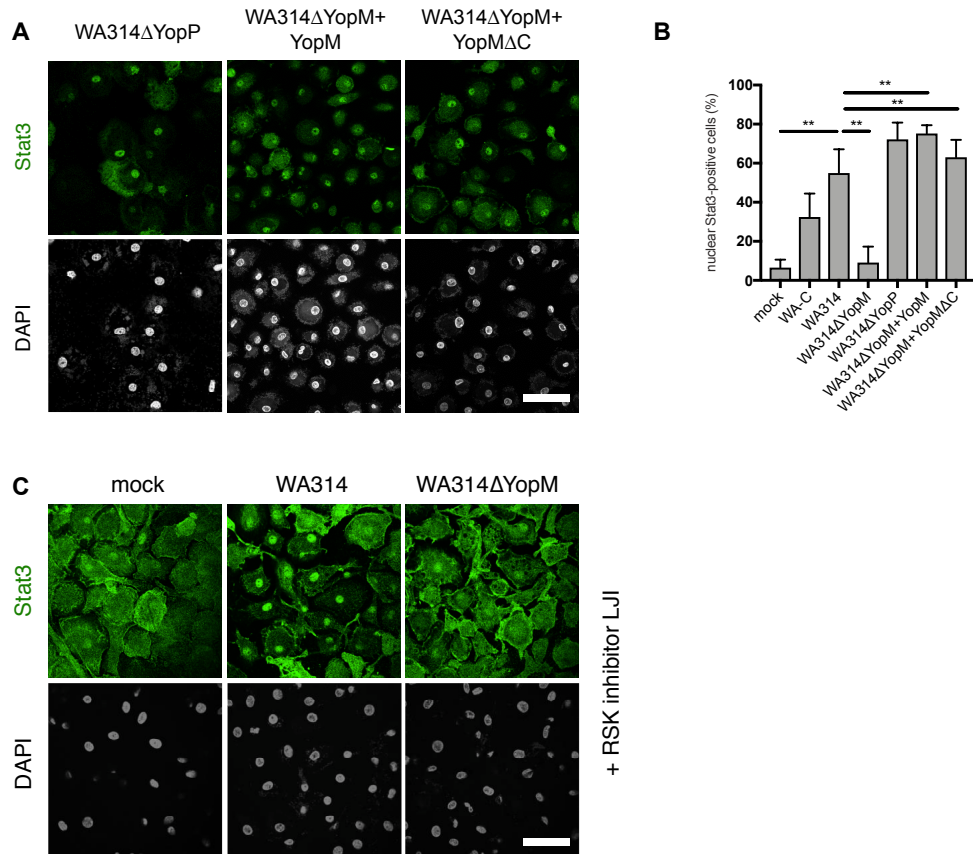 A
WA314ΔYopP
WA314ΔYopM+
YopM
WA314ΔYopM+
YopMΔC
Stat3
DAPI
B
nuclear Stat3-positive cells (%)
100
80
60
40
20
0
**
**
**
**
mock
WA-C
WA314
WA314ΔYopM
WA314ΔYopP
WA314ΔYopM+YopM
WA314ΔYopM+YopMΔC
C
mock
WA314
WA314ΔYopM
Stat3
DAPI
+ RSK inhibitor LJI